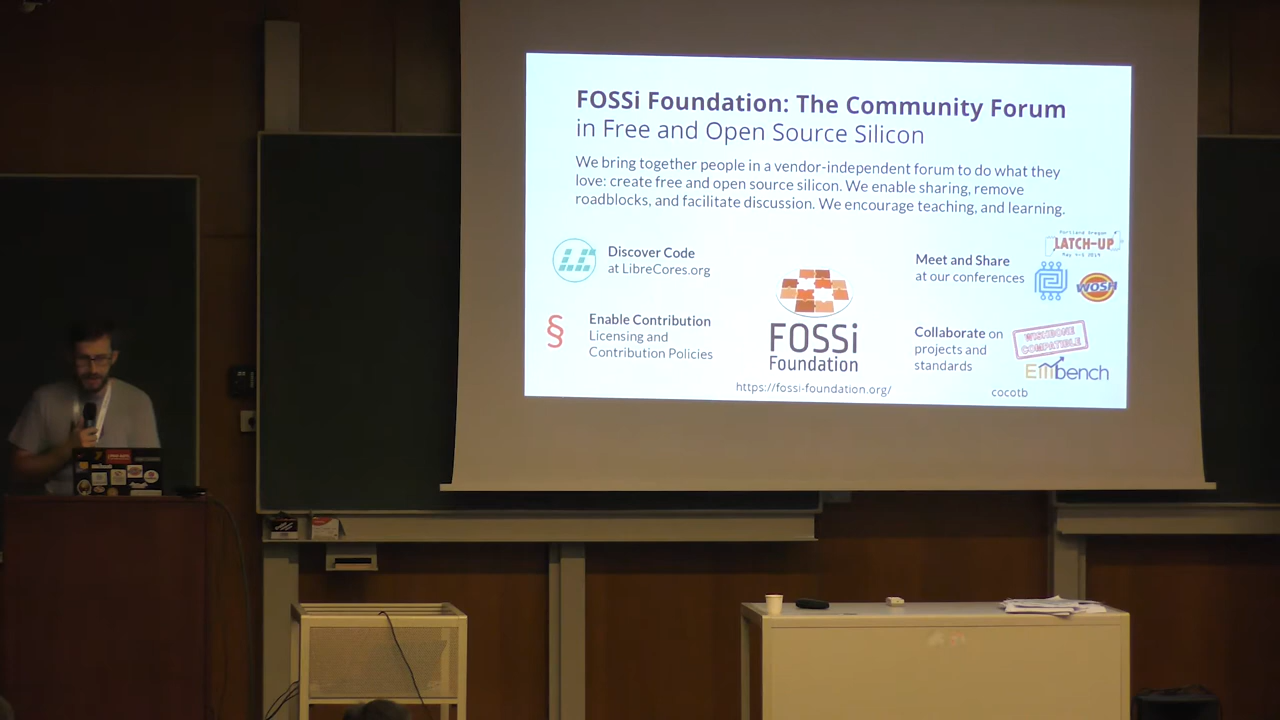 FOSSi Foundation: The Community Forum
in Free and Open Source Silicon
We bring together people in a vendor-independent forum to do what they
love: create free and open source silicon. We enable sharing, remove
roadblocks, and facilitate discussion. We encourage teaching, and learning.
Discover Code
at LibreCores.org
Enable Contribution
Licensing and
Contribution Policies
§
FOSSi
Foundation
https://fossi-foundation.org/
Meet and Share
at our conferences
Portland Oregon
LATCH-UP
WOSH
Collaborate on
projects and
standards
WISHBONE
COMPATIBLE
Embench
cocotb